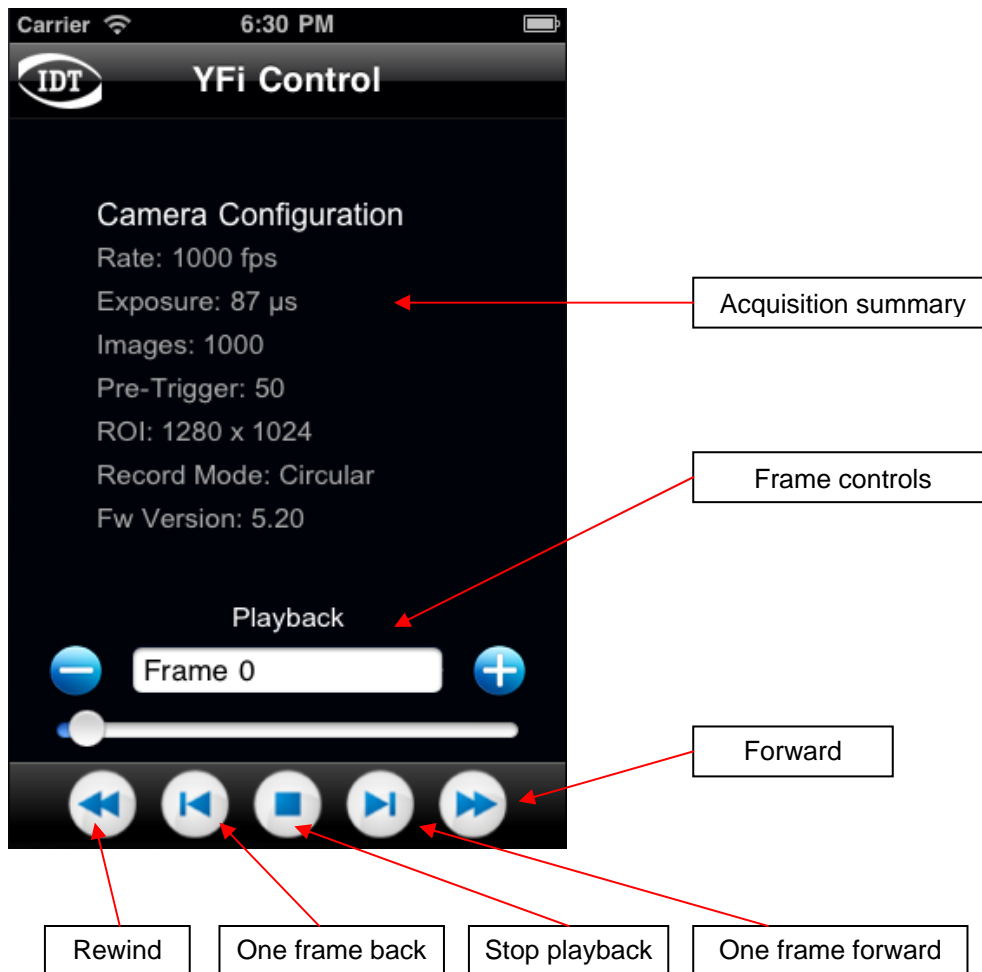 Carrier 6:30 PM
IDT YFi Control
Camera Configuration
Rate: 1000 fps
Exposure: 87 µs
Images: 1000
Pre-Trigger: 50
ROI: 1280 x 1024
Record Mode: Circular
Fw Version: 5.20
Acquisition summary
Frame controls
Playback
Frame 0
Forward
Rewind
One frame back
Stop playback
One frame forward